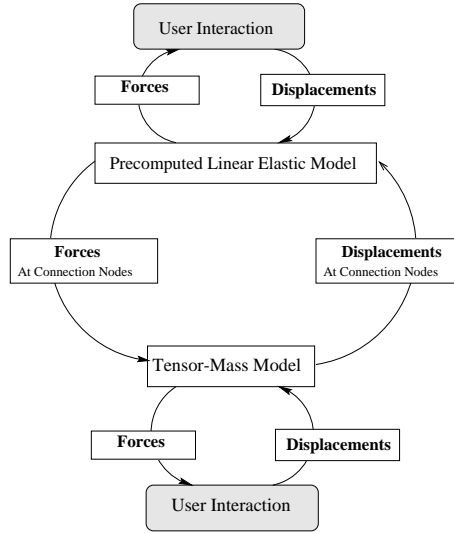 User Interaction
Forces
Displacements
Precomputed Linear Elastic Model
Forces
At Connection Nodes
Displacements
At Connection Nodes
Tensor-Mass Model
Forces
Displacements
User Interaction